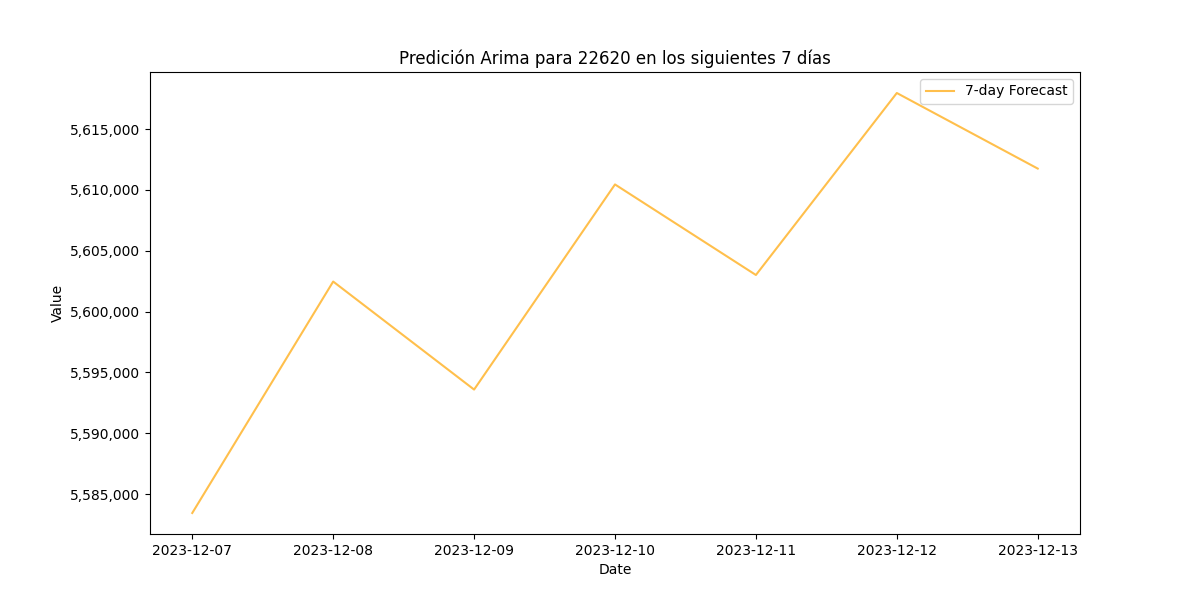 Predición Arima para 22620 en los siguientes 7 días
7-day Forecast
Value
5,615,000
5,610,000
5,605,000
5,600,000
5,595,000
5,590,000
5,585,000
2023-12-07 2023-12-08 2023-12-09 2023-12-10 2023-12-11 2023-12-12 2023-12-13
Date